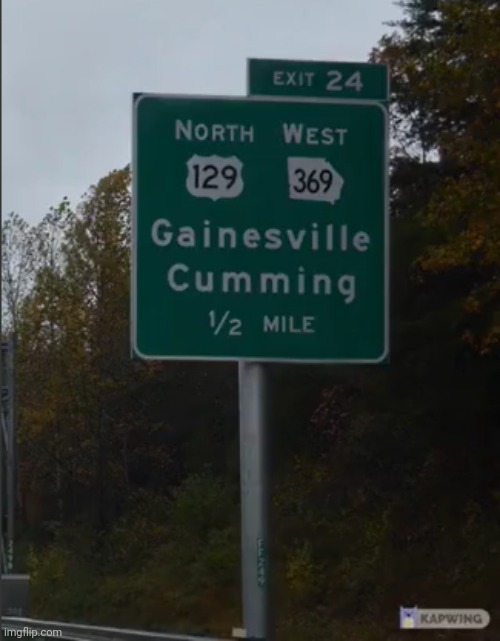 EXIT 24
NORTH WEST
129 369
Gainesville
Cumming
1/2 MILE
imgflip.com
KAPWING